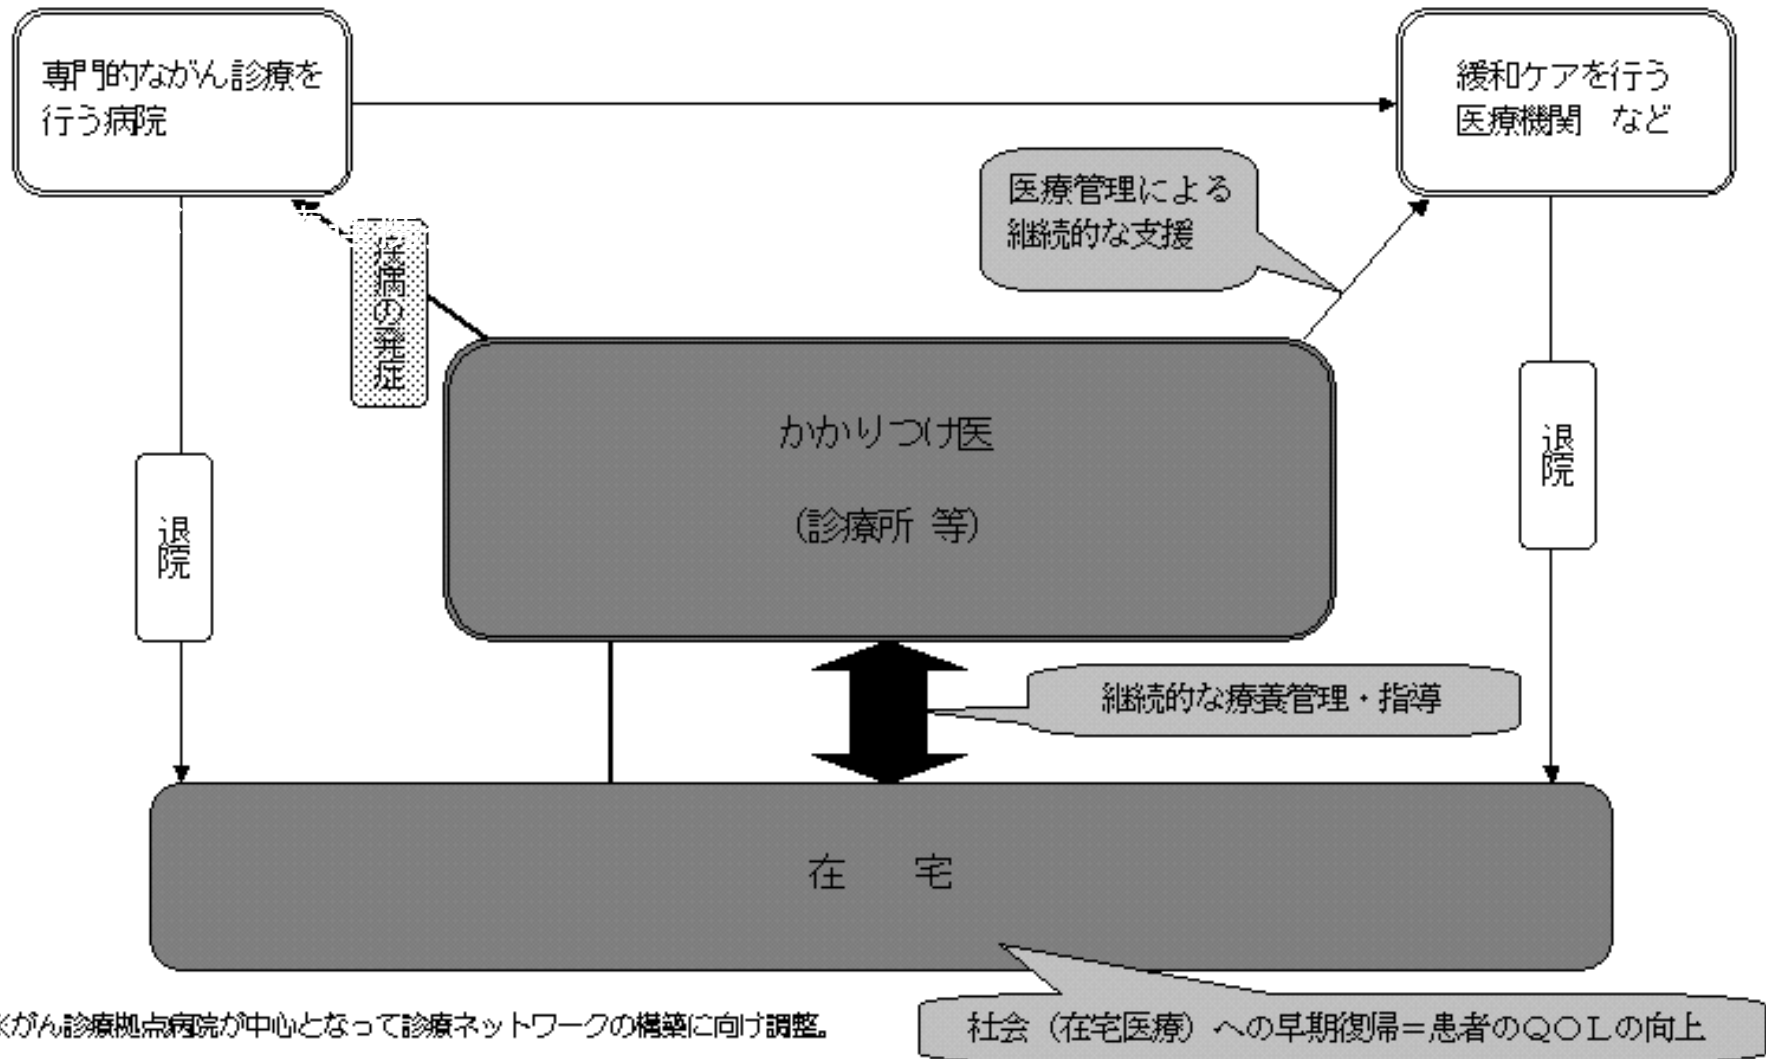 専門的ながん診療を
行う病院
緩和ケアを行う
医療機関　など
医療管理による
継続的な支援
疾病の発症
かかりつけ医
（診療所 等）
退院
退院
継続的な療養管理・指導
在　宅
※がん診療拠点病院が中心となって診療ネットワークの構築に向け調整。
社会（在宅医療）への早期復帰＝患者のＱＯＬの向上